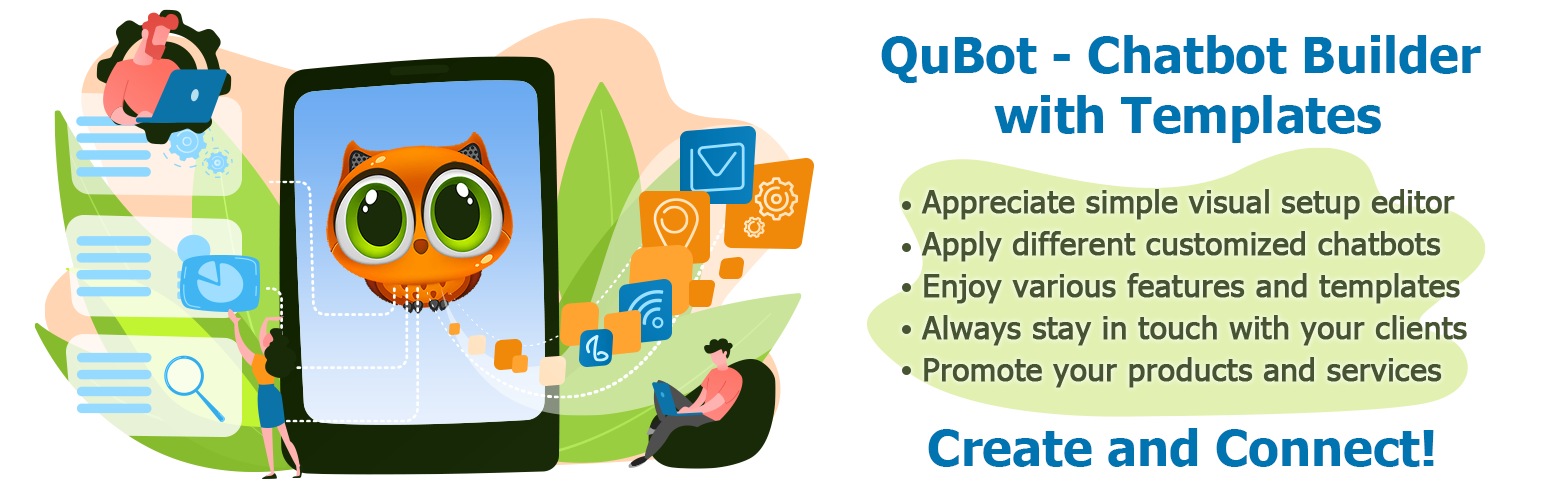 QuBot - Chatbot Builder
with Templates
• Appreciate simple visual setup editor
• Apply different customized chatbots
• Enjoy various features and templates
• Always stay in touch with your clients
• Promote your products and services
Create and Connect!